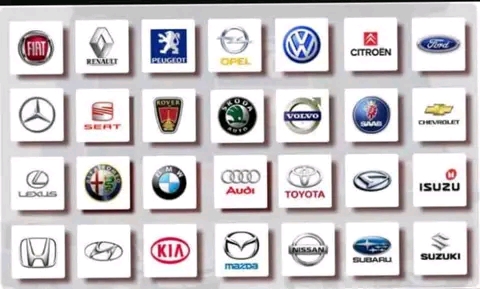 FIAT
RENAULT
PEUGEOT
OPEL
CITROËN
Ford
SEAT
ROVER
SKODA
AUTO
VOLVO
SAAB
CHEVROLET
LEXUS
BMW
Audi
TOYOTA
ISUZU
KIA
mazda
NISSAN
SUBARU
SUZUKI